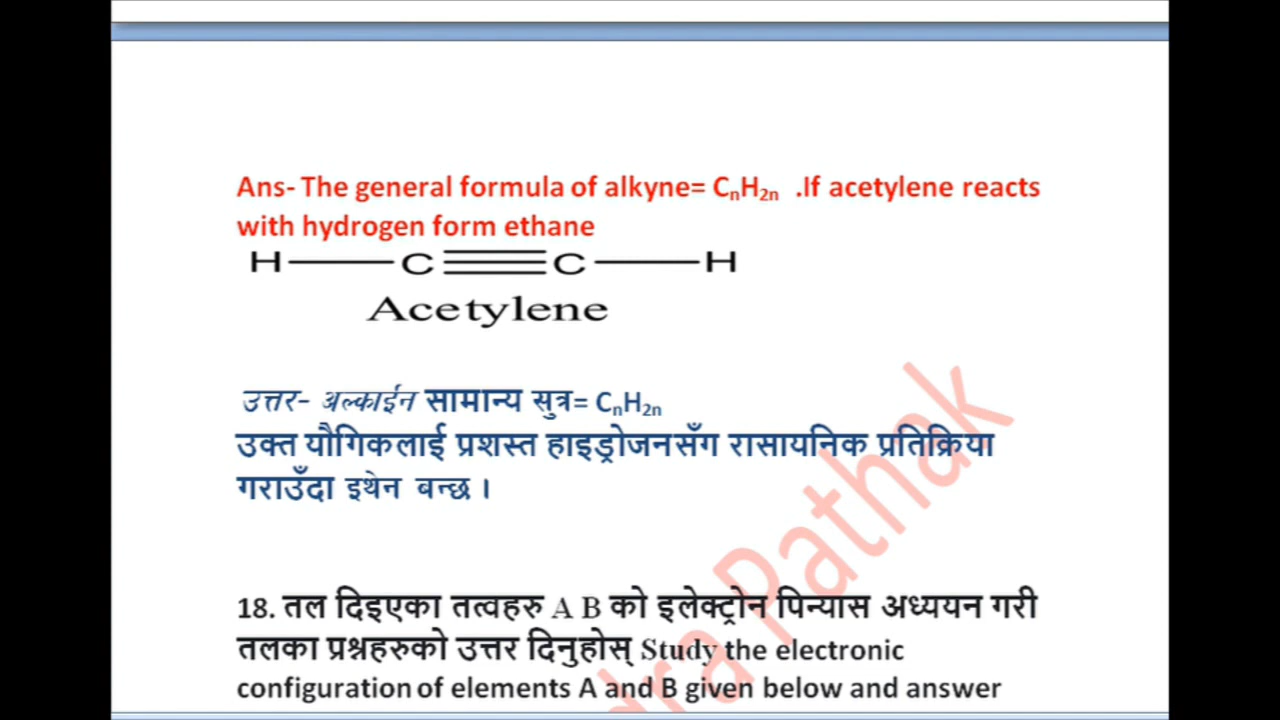 Ans- The general formula of alkyne= CnH2n .If acetylene reacts
with hydrogen form ethane
H C C H
Acetylene
उत्तर- अल्काईन सामान्य सुत्र= CnH2n
उक्त यौगिकलाई प्रशस्त हाइड्रोजनसँग रासायनिक प्रतिक्रिया
गराउँदा इथेन बन्छ ।
18. तल दिइएका तत्वहरु A B को इलेक्ट्रोन पिन्यास अध्ययन गरी
तलका प्रश्नहरुको उत्तर दिनुहोस् Study the electronic
configuration of elements A and B given below and answer
dra Pathak